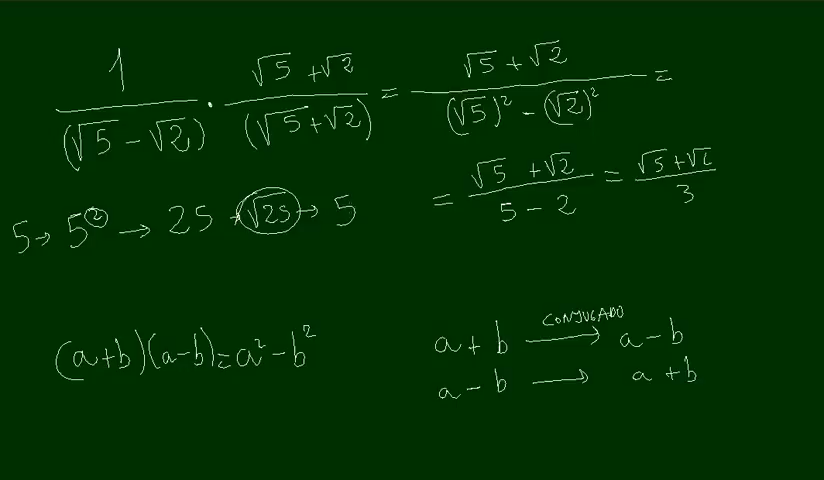 1/(√5 − √2) · (√5 + √2)/(√5 + √2) = (√5 + √2)/((√5)² − (√2)²) =
= (√5 + √2)/(5 − 2) = (√5 + √2)/3
5 → 5² → 25 → √25 → 5
(a+b)(a−b) = a² − b²
a + b CONJUGADO → a − b
a − b → a + b